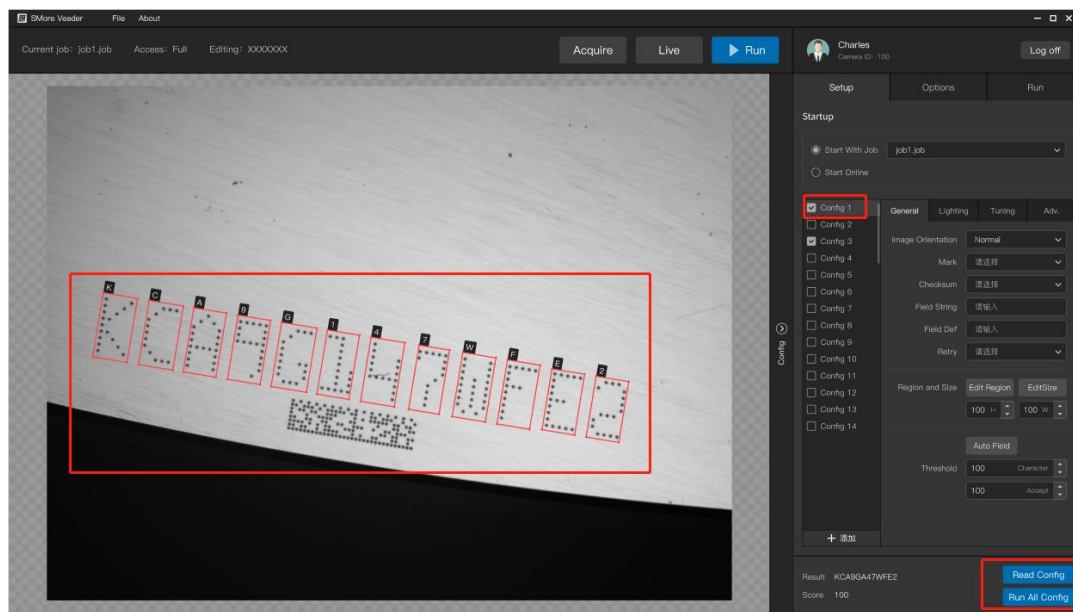 SMore Veader File About
Current job: job1.job Access: Full Editing: XXXXXXX
Acquire Live Run
Charles
Camera ID: 100
Log off
Setup Options Run
Startup
Start With Job job1.job
Start Online
Config 1
Config 2
Config 3
Config 4
Config 5
Config 6
Config 7
Config 8
Config 9
Config 10
Config 11
Config 12
Config 13
Config 14
添加
General Lighting Tuning Adv.
Image Orientation Normal
Mark 请选择
Checksum 请选择
Field String 请输入
Field Def 请输入
Retry 请选择
Region and Size Edit Region EditSize
100 H 100 W
Auto Field
Threshold 100 Character
100 Accept
Config
K C A 9 G 1 4 7 W F E 2
KCA9G147WFE2
Result KCA9GA47WFE2
Score 100
Read Config
Run All Config